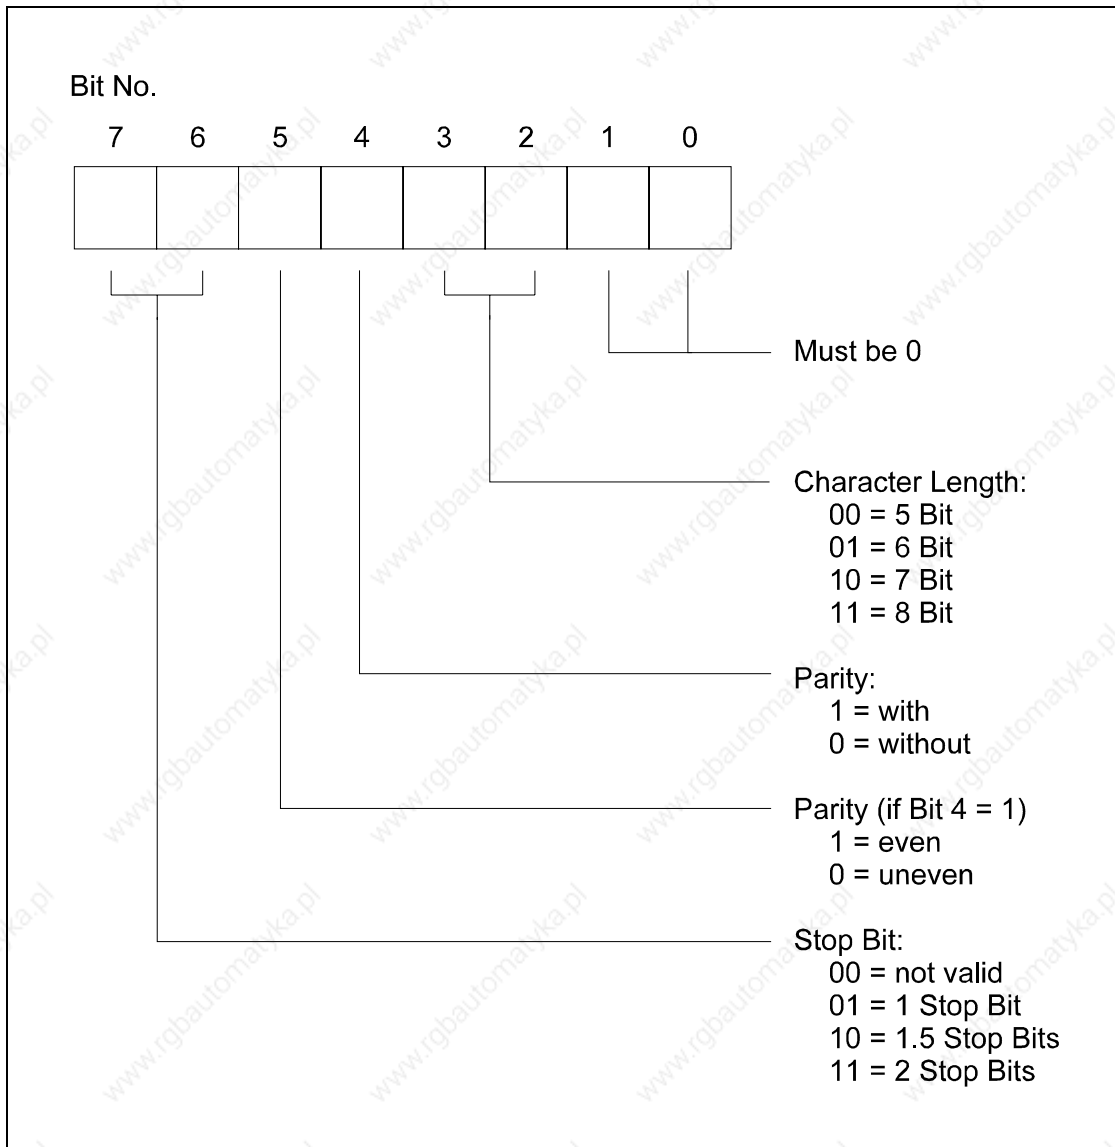 Bit No.
7 6 5 4 3 2 1 0
Must be 0
Character Length:
00 = 5 Bit
01 = 6 Bit
10 = 7 Bit
11 = 8 Bit
Parity:
1 = with
0 = without
Parity (if Bit 4 = 1)
1 = even
0 = uneven
Stop Bit:
00 = not valid
01 = 1 Stop Bit
10 = 1.5 Stop Bits
11 = 2 Stop Bits
www.rgbautomatyka.pl